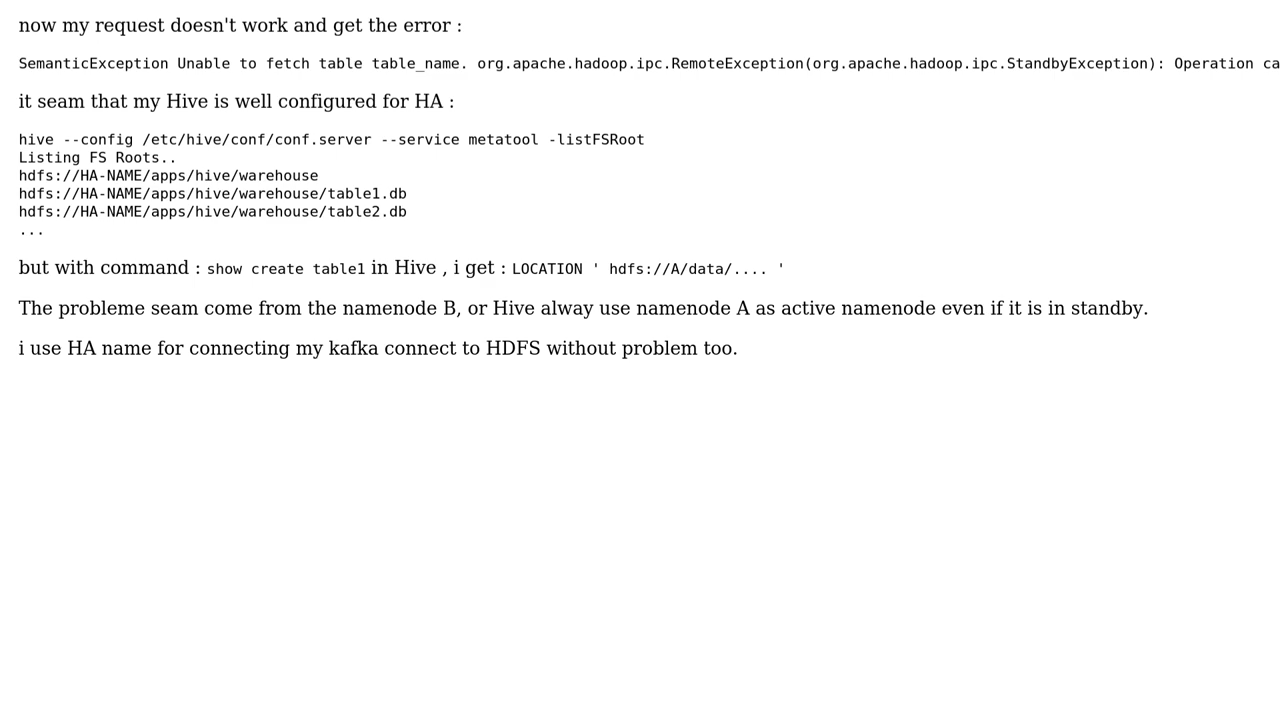 now my request doesn't work and get the error :
SemanticException Unable to fetch table table_name. org.apache.hadoop.ipc.RemoteException(org.apache.hadoop.ipc.StandbyException): Operation ca
it seam that my Hive is well configured for HA :
hive --config /etc/hive/conf/conf.server --service metatool -listFSRoot
Listing FS Roots..
hdfs://HA-NAME/apps/hive/warehouse
hdfs://HA-NAME/apps/hive/warehouse/table1.db
hdfs://HA-NAME/apps/hive/warehouse/table2.db
...
but with command : show create table1 in Hive , i get : LOCATION ' hdfs://A/data/.... '
The probleme seam come from the namenode B, or Hive alway use namenode A as active namenode even if it is in standby.
i use HA name for connecting my kafka connect to HDFS without problem too.